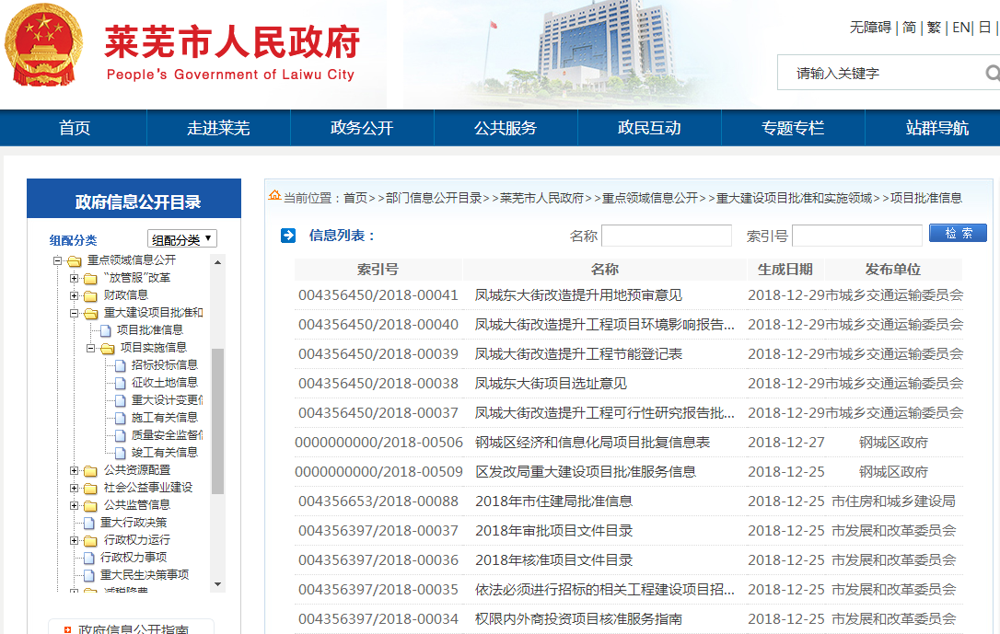 莱芜市人民政府
People's Government of Laiwu City
无障碍 | 简 | 繁 | EN| 日 |
请输入关键字
首页 走进莱芜 政务公开 公共服务 政民互动 专题专栏 站群导航
政府信息公开目录
组配分类 组配分类
重点领域信息公开
“放管服”改革
财政信息
重大建设项目批准和
项目批准信息
项目实施信息
招标投标信息
征收土地信息
重大设计变更信
施工有关信息
质量安全监督信
竣工有关信息
公共资源配置
社会公益事业建设
公共监管信息
重大行政决策
行政权力运行
行政权力事项
重大民生决策事项
减税降费
政府信息公开指南
当前位置：首页>>部门信息公开目录>>莱芜市人民政府>>重点领域信息公开>>重大建设项目批准和实施领域>>项目批准信息
信息列表： 名称 索引号 检 索
索引号 名称 生成日期 发布单位
004356450/2018-00041 凤城东大街改造提升用地预审意见 2018-12-29 市城乡交通运输委员会
004356450/2018-00040 凤城大街改造提升工程项目环境影响报告... 2018-12-29 市城乡交通运输委员会
004356450/2018-00039 凤城大街改造提升工程节能登记表 2018-12-29 市城乡交通运输委员会
004356450/2018-00038 凤城东大街项目选址意见 2018-12-29 市城乡交通运输委员会
004356450/2018-00037 凤城大街改造提升工程可行性研究报告批... 2018-12-29 市城乡交通运输委员会
0000000000/2018-00506 钢城区经济和信息化局项目批复信息表 2018-12-27 钢城区政府
0000000000/2018-00509 区发改局重大建设项目批准服务信息 2018-12-25 钢城区政府
004356653/2018-00088 2018年市住建局批准信息 2018-12-25 市住房和城乡建设局
004356397/2018-00037 2018年审批项目文件目录 2018-12-25 市发展和改革委员会
004356397/2018-00036 2018年核准项目文件目录 2018-12-25 市发展和改革委员会
004356397/2018-00035 依法必须进行招标的相关工程建设项目招... 2018-12-25 市发展和改革委员会
004356397/2018-00034 权限内外商投资项目核准服务指南 2018-12-25 市发展和改革委员会